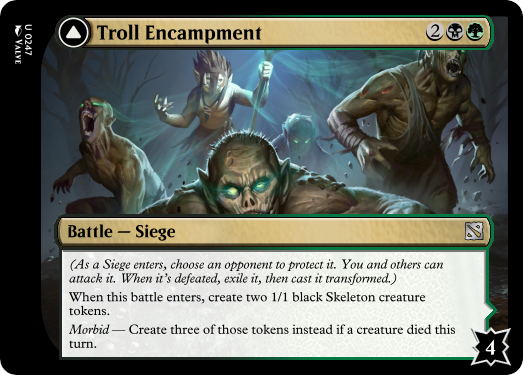 Troll Encampment 2
U 0247
VALVE
Battle — Siege
(As a Siege enters, choose an opponent to protect it. You and others can
attack it. When it's defeated, exile it, then cast it transformed.)
When this battle enters, create two 1/1 black Skeleton creature
tokens.
Morbid — Create three of those tokens instead if a creature died this
turn.
4